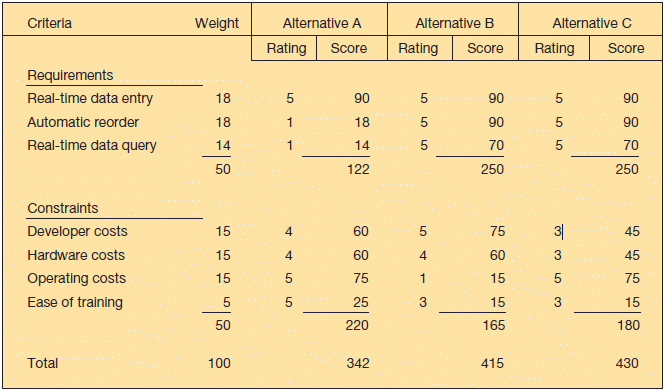 Criteria Weight Alternative A Alternative B Alternative C
Rating Score Rating Score Rating Score
Requirements
Real-time data entry 18 5 90 5 90 5 90
Automatic reorder 18 1 18 5 90 5 90
Real-time data query 14 1 14 5 70 5 70
50 122 250 250
Constraints
Developer costs 15 4 60 5 75 3 45
Hardware costs 15 4 60 4 60 3 45
Operating costs 15 5 75 1 15 5 75
Ease of training 5 5 25 3 15 3 15
50 220 165 180
Total 100 342 415 430